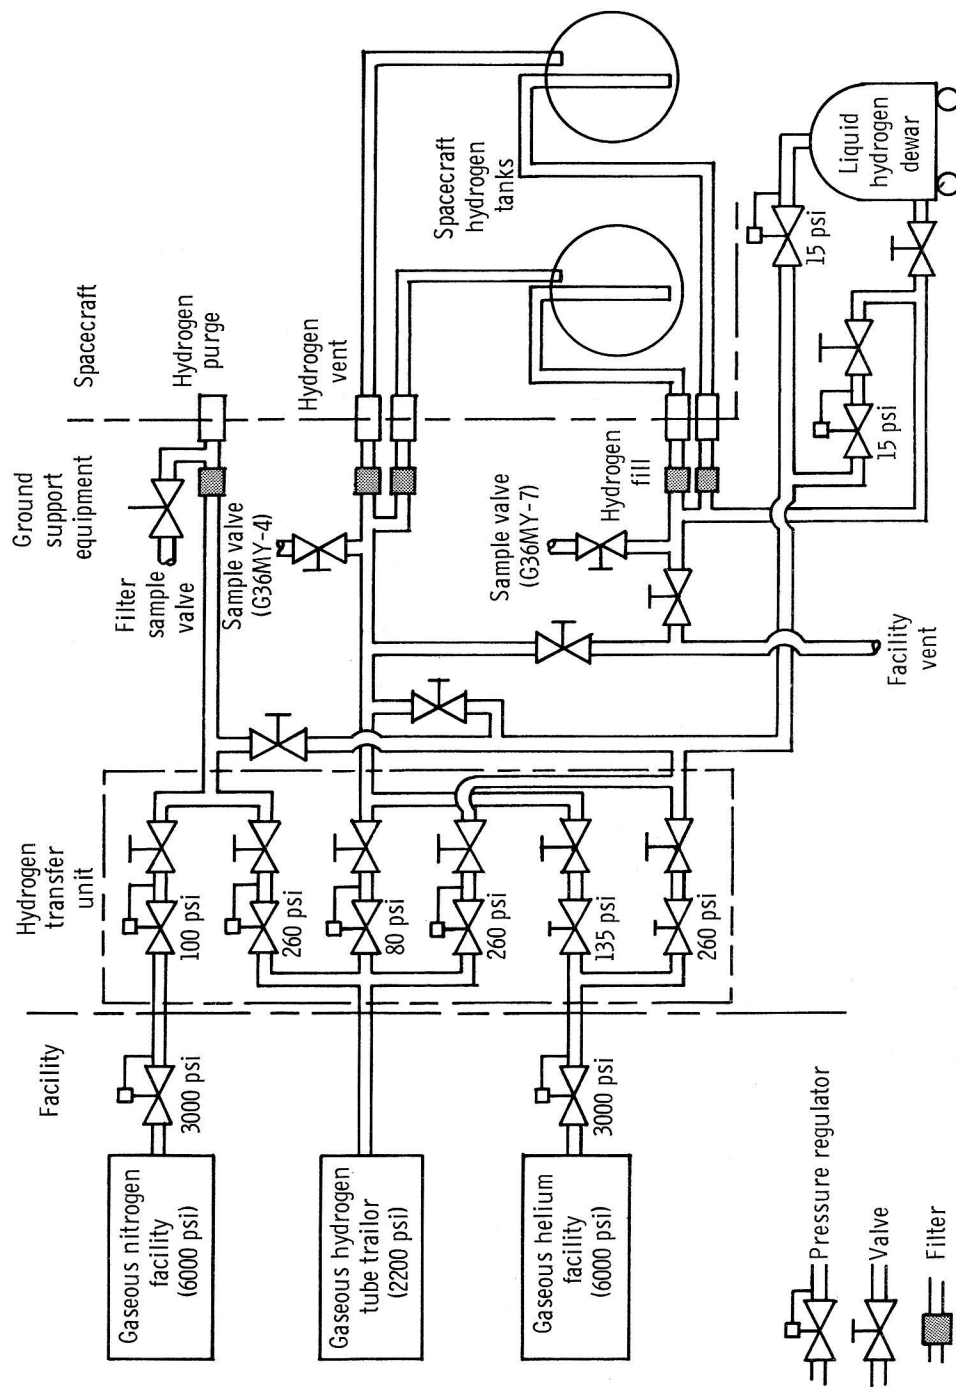 Facility
Hydrogen
transfer
unit
Ground
support
equipment
Spacecraft
Gaseous nitrogen
facility
(6000 psi)
3000 psi
100 psi
260 psi
Filter
sample
valve
Hydrogen
purge
Gaseous hydrogen
tube trailor
(2200 psi)
80 psi
260 psi
Sample valve
(G36MY-4)
Hydrogen
vent
Gaseous helium
facility
(6000 psi)
3000 psi
135 psi
260 psi
Sample valve
(G36MY-7)
Hydrogen
fill
Spacecraft
hydrogen
tanks
Facility
vent
15 psi
15 psi
Liquid
hydrogen
dewar
Pressure regulator
Valve
Filter